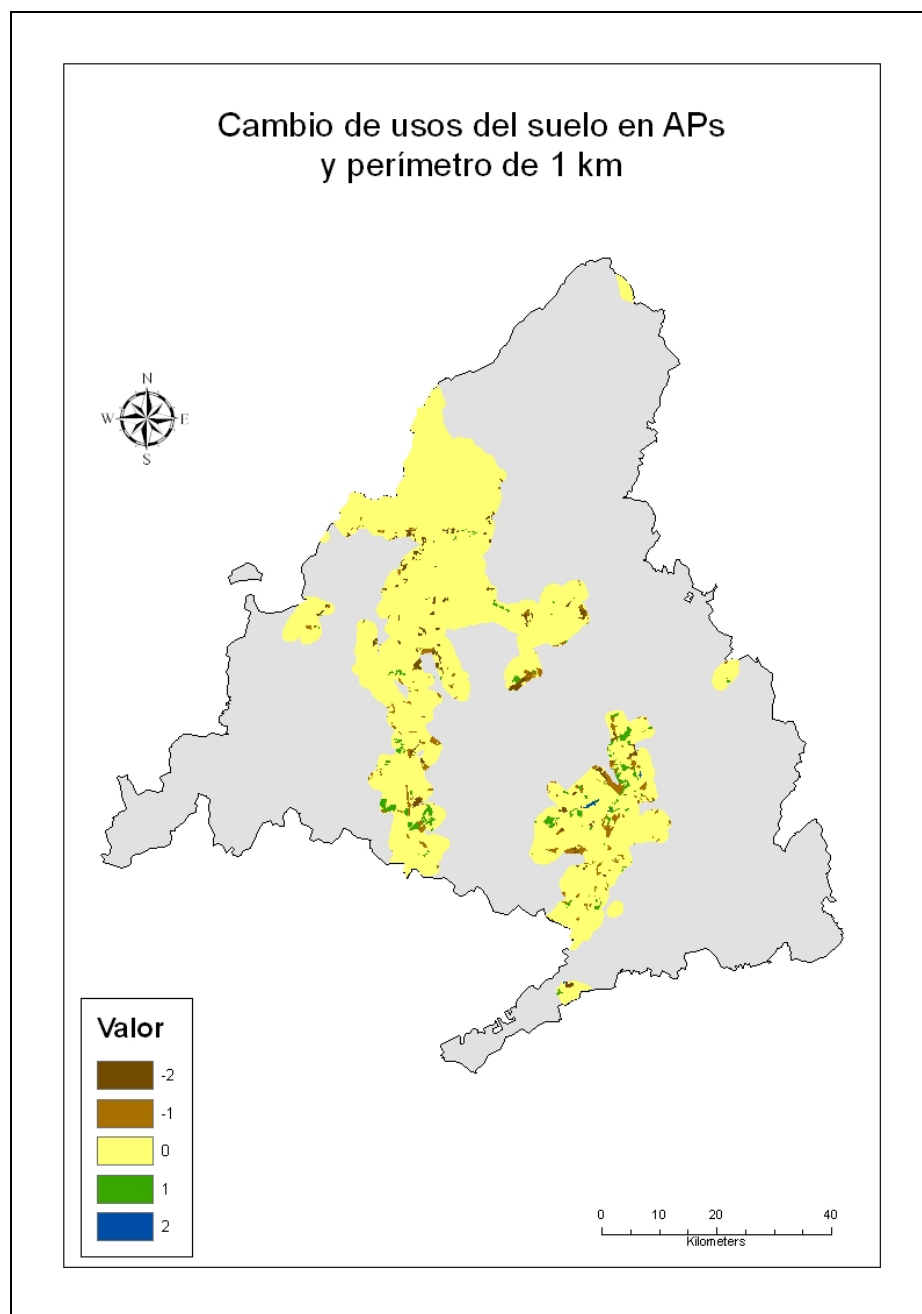 Cambio de usos del suelo en APs
y perímetro de 1 km
N
W E
S
Valor
-2
-1
0
1
2
0 10 20 40
Kilometers